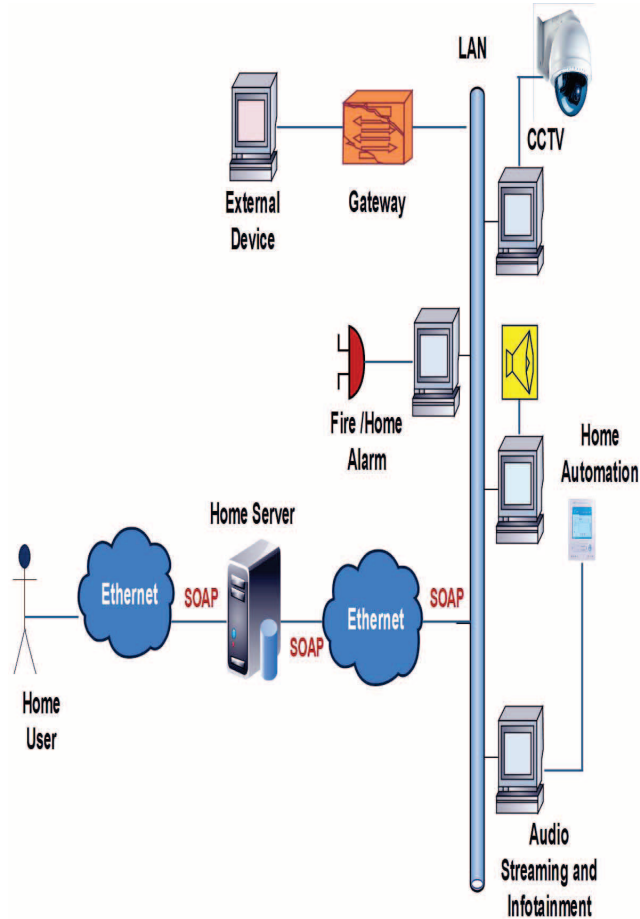 LAN
CCTV
External
Device
Gateway
Fire /Home
Alarm
Home
Automation
Home Server
Ethernet
SOAP
SOAP
Ethernet
SOAP
Home
User
Audio
Streaming and
Infotainment